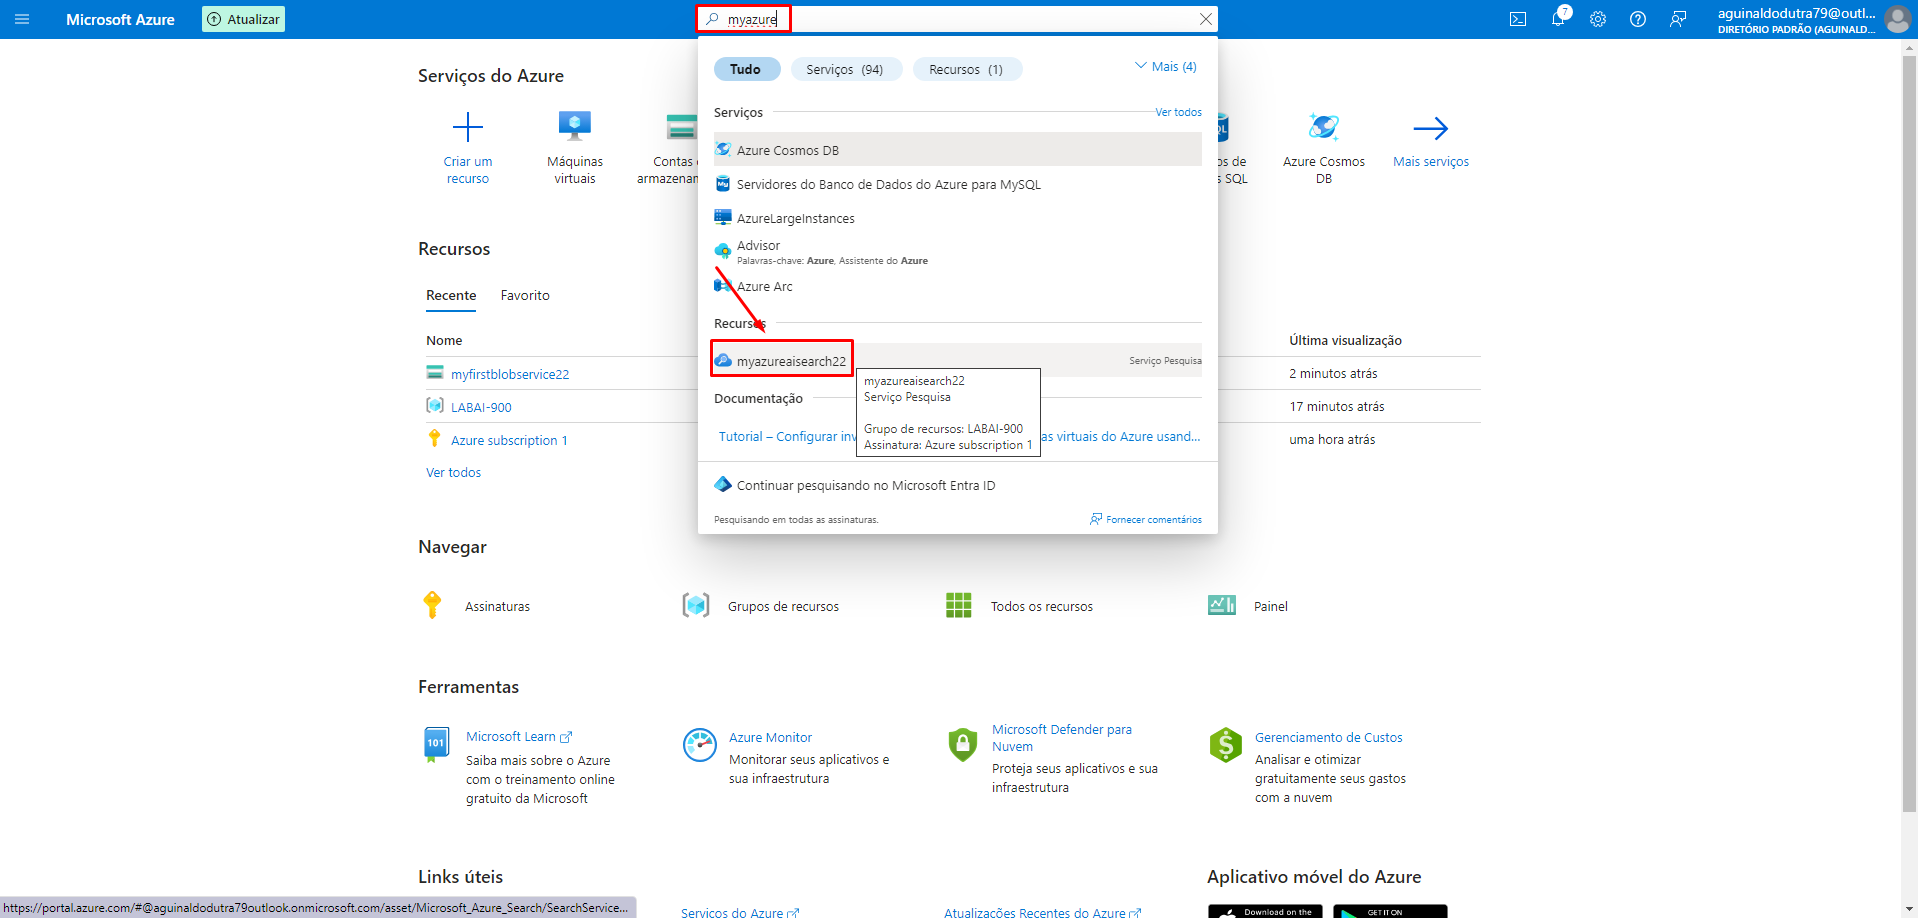 Microsoft Azure
Atualizar
myazure
7
aguinaldodutra79@outl...
DIRETÓRIO PADRÃO (AGUINALD...
Tudo
Serviços (94)
Recursos (1)
Mais (4)
Serviços
Ver todos
Azure Cosmos DB
Servidores do Banco de Dados do Azure para MySQL
AzureLargeInstances
Advisor
Palavras-chave: Azure, Assistente do Azure
Azure Arc
Recursos
myazureaisearch22
Serviço Pesquisa
myazureaisearch22
Serviço Pesquisa
Grupo de recursos: LABAI-900
Assinatura: Azure subscription 1
Documentação
Tutorial – Configurar inv
as virtuais do Azure usand...
Continuar pesquisando no Microsoft Entra ID
Pesquisando em todas as assinaturas.
Fornecer comentários
Serviços do Azure
Criar um
recurso
Máquinas
virtuais
Contas
armazenam
os de
SQL
Azure Cosmos
DB
Mais serviços
Recursos
Recente
Favorito
Nome
Última visualização
myfirstblobservice22
2 minutos atrás
LABAI-900
17 minutos atrás
Azure subscription 1
uma hora atrás
Ver todos
Navegar
Assinaturas
Grupos de recursos
Todos os recursos
Painel
Ferramentas
101
Microsoft Learn
Saiba mais sobre o Azure
com o treinamento online
gratuito da Microsoft
Azure Monitor
Monitorar seus aplicativos e
sua infraestrutura
Microsoft Defender para
Nuvem
Proteja seus aplicativos e sua
infraestrutura
Gerenciamento de Custos
Analisar e otimizar
gratuitamente seus gastos
com a nuvem
Links úteis
Aplicativo móvel do Azure
https://portal.azure.com/#@aguinaldodutra79outlook.onmicrosoft.com/asset/Microsoft_Azure_Search/SearchService...
Serviços do Azure
Atualizações Recentes do Azure
Download on the
GET IT ON